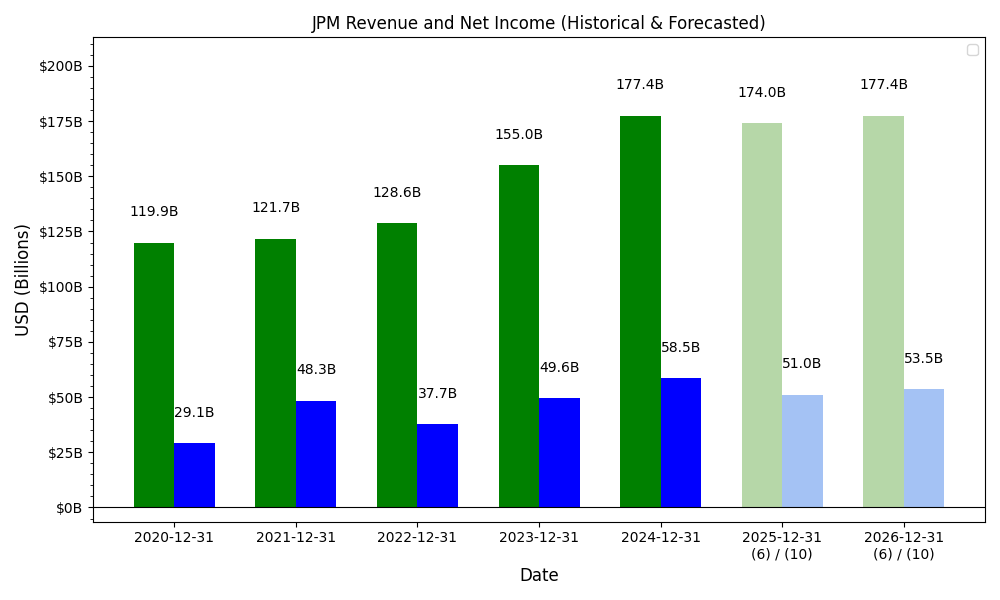 JPM Revenue and Net Income (Historical & Forecasted)
USD (Billions)
$200B
$175B
$150B
$125B
$100B
$75B
$50B
$25B
$0B
119.9B
29.1B
121.7B
48.3B
128.6B
37.7B
155.0B
49.6B
177.4B
58.5B
174.0B
51.0B
177.4B
53.5B
2020-12-31
2021-12-31
2022-12-31
2023-12-31
2024-12-31
2025-12-31
(6) / (10)
2026-12-31
(6) / (10)
Date